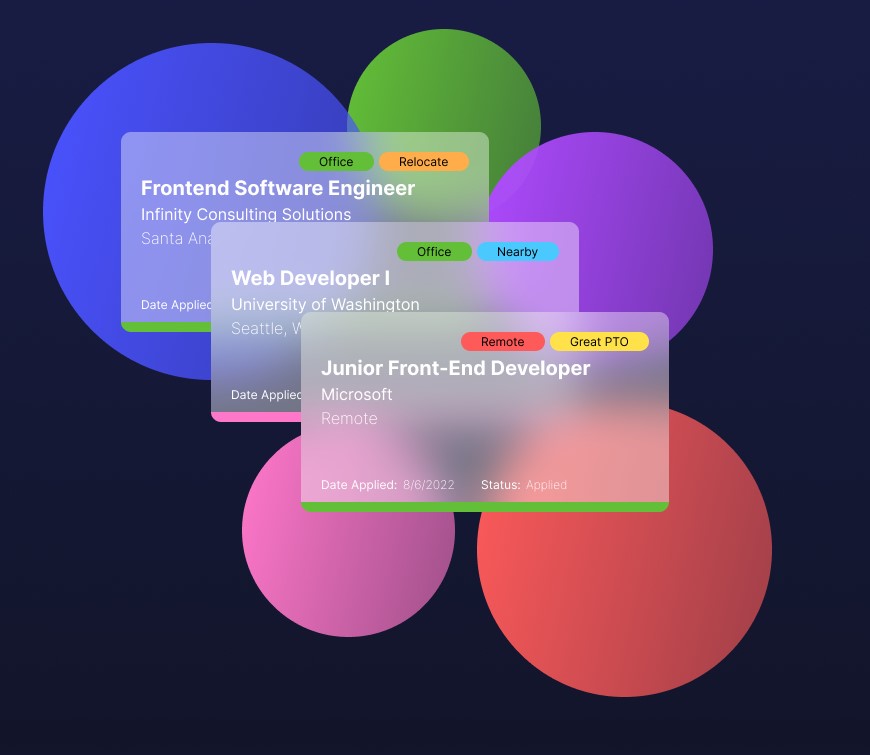 Office Relocate
Frontend Software Engineer
Infinity Consulting Solutions
Santa Ana
Date Applied
Office Nearby
Web Developer I
University of Washington
Seattle, W
Date Applied
Remote Great PTO
Junior Front-End Developer
Microsoft
Remote
Date Applied: 8/6/2022 Status: Applied